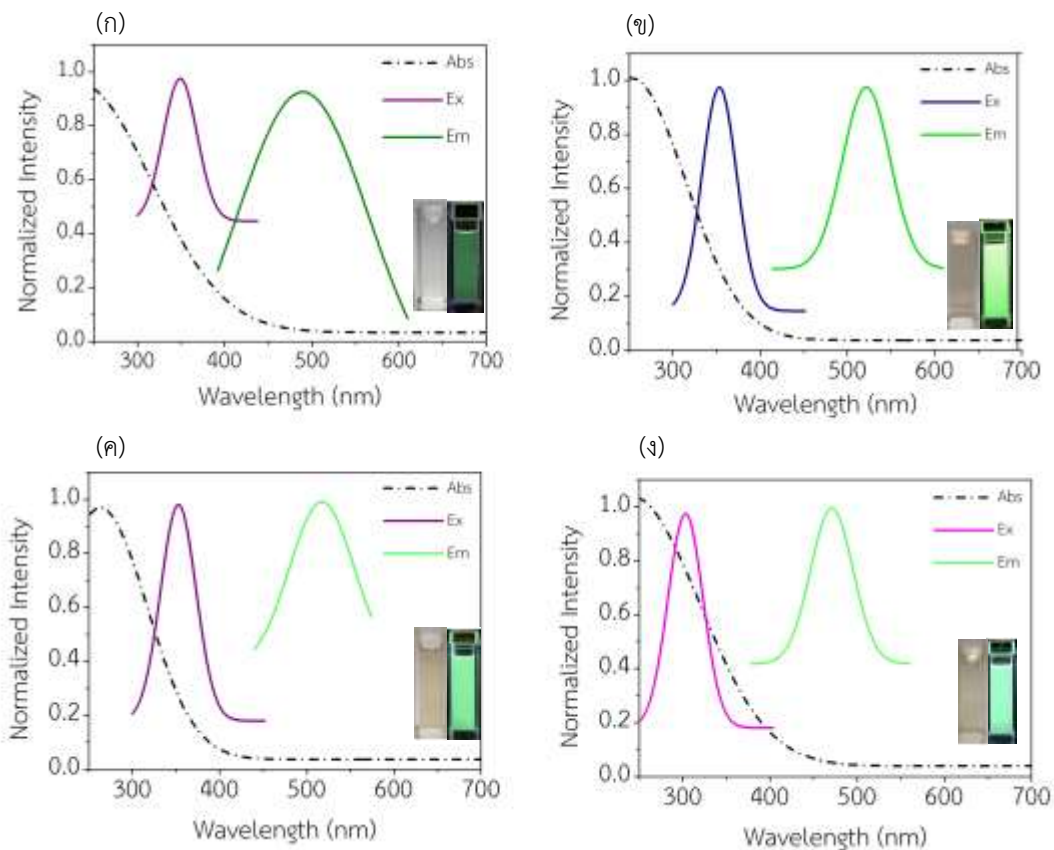 (ก)
1.0
0.8
0.6
0.4
0.2
0.0
Normalized Intensity
Abs
Ex
Em
300 400 500 600 700
Wavelength (nm)
(ข)
1.0
0.8
0.6
0.4
0.2
0.0
Normalized Intensity
Abs
Ex
Em
300 400 500 600 700
Wavelength (nm)
(ค)
1.0
0.8
0.6
0.4
0.2
0.0
Normalized Intensity
Abs
Ex
Em
300 400 500 600 700
Wavelength (nm)
(ง)
1.0
0.8
0.6
0.4
0.2
0.0
Normalized Intensity
Abs
Ex
Em
300 400 500 600 700
Wavelength (nm)